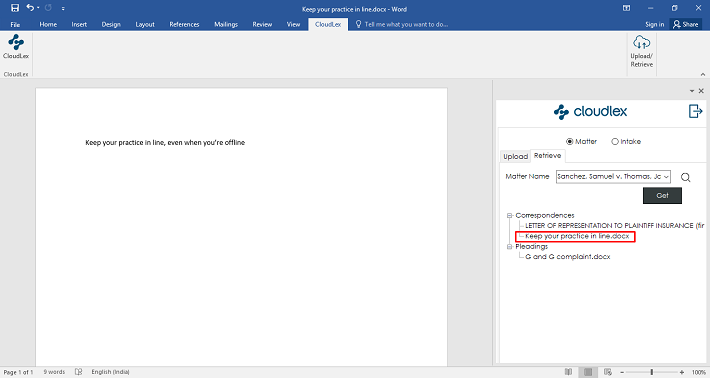 Keep your practice in line.docx - Word
File Home Insert Design Layout References Mailings Review View CloudLex Tell me what you want to do... Sign in Share
CloudLex
Upload/
Retrieve
CloudLex
cloudlex
Keep your practice in line, even when you're offline
Matter Intake
Upload Retrieve
Matter Name Sanchez, Samuel v. Thomas, Jc
Get
Correspondences
LETTER OF REPRESENTATION TO PLAINTIFF INSURANCE (fir
Keep your practice in line.docx
Pleadings
G and G complaint.docx
Page 1 of 1 9 words English (India) 100%